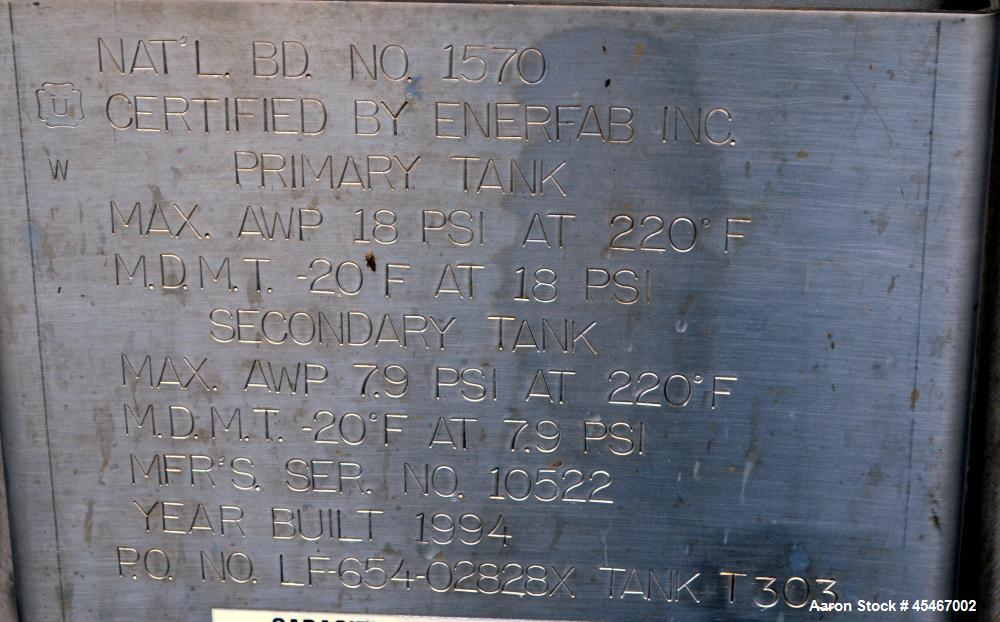 NAT'L. BD. NO. 1570
U
CERTIFIED BY ENERFAB INC.
W
PRIMARY TANK
MAX. AWP 18 PSI AT 220°F
M.D.M.T. -20°F AT 18 PSI
SECONDARY TANK
MAX. AWP 7.9 PSI AT 220°F
M.D.M.T. -20°F AT 7.9 PSI
MFR'S. SER. NO. 10522
YEAR BUILT 1994
P.O. NO. LF-654-02828X TANK T303
Aaron Stock # 45467002